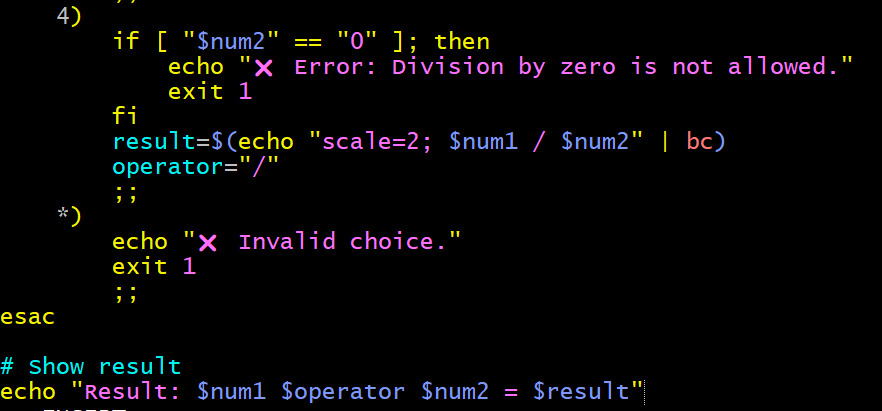 ;;
    4)
        if [ "$num2" == "0" ]; then
            echo "❌ Error: Division by zero is not allowed."
            exit 1
        fi
        result=$(echo "scale=2; $num1 / $num2" | bc)
        operator="/"
        ;;
    *)
        echo "❌ Invalid choice."
        exit 1
        ;;
esac
# Show result
echo "Result: $num1 $operator $num2 = $result"
-- INSERT --